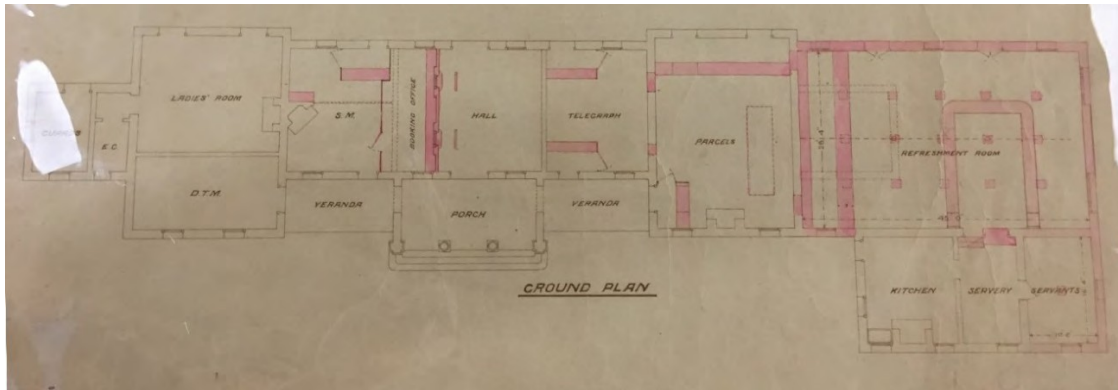 LADIES' ROOM
E.C.
D.T.M.
S.M.
BOOKING OFFICE
HALL
TELEGRAPH
PARCELS
REFRESHMENT ROOM
VERANDA
PORCH
VERANDA
KITCHEN
SERVERY
SERVANTS
GROUND PLAN